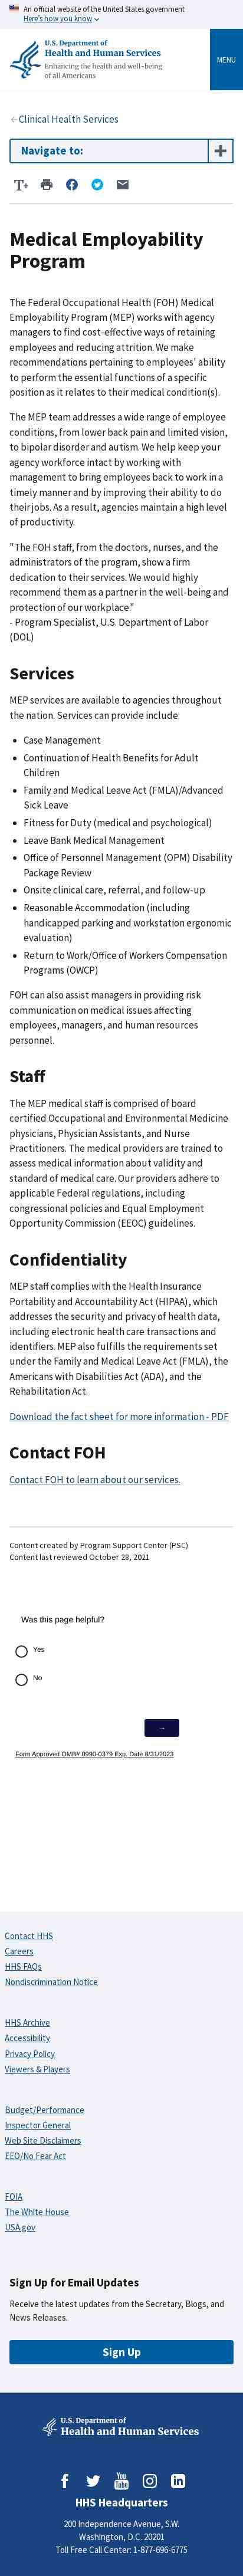 An official website of the United States government
Here's how you know
U.S. Department of
Health and Human Services
Enhancing the health and well-being
of all Americans
MENU
Clinical Health Services
Navigate to:
T+
Medical Employability
Program
The Federal Occupational Health (FOH) Medical
Employability Program (MEP) works with agency
managers to find cost-effective ways of retaining
employees and reducing attrition. We make
recommendations pertaining to employees' ability
to perform the essential functions of a specific
position as it relates to their medical condition(s).
The MEP team addresses a wide range of employee
conditions, from lower back pain and limited vision,
to bipolar disorder and autism. We help keep your
agency workforce intact by working with
management to bring employees back to work in a
timely manner and by improving their ability to do
their jobs. As a result, agencies maintain a high level
of productivity.
"The FOH staff, from the doctors, nurses, and the
administrators of the program, show a firm
dedication to their services. We would highly
recommend them as a partner in the well-being and
protection of our workplace."
- Program Specialist, U.S. Department of Labor
(DOL)
Services
MEP services are available to agencies throughout
the nation. Services can provide include:
Case Management
Continuation of Health Benefits for Adult
Children
Family and Medical Leave Act (FMLA)/Advanced
Sick Leave
Fitness for Duty (medical and psychological)
Leave Bank Medical Management
Office of Personnel Management (OPM) Disability
Package Review
Onsite clinical care, referral, and follow-up
Reasonable Accommodation (including
handicapped parking and workstation ergonomic
evaluation)
Return to Work/Office of Workers Compensation
Programs (OWCP)
FOH can also assist managers in providing risk
communication on medical issues affecting
employees, managers, and human resources
personnel.
Staff
The MEP medical staff is comprised of board
certified Occupational and Environmental Medicine
physicians, Physician Assistants, and Nurse
Practitioners. The medical providers are trained to
assess medical information about validity and
standard of medical care. Our providers adhere to
applicable Federal regulations, including
congressional policies and Equal Employment
Opportunity Commission (EEOC) guidelines.
Confidentiality
MEP staff complies with the Health Insurance
Portability and Accountability Act (HIPAA), which
addresses the security and privacy of health data,
including electronic health care transactions and
identifiers. MEP also fulfills the requirements set
under the Family and Medical Leave Act (FMLA), the
Americans with Disabilities Act (ADA), and the
Rehabilitation Act.
Download the fact sheet for more information - PDF
Contact FOH
Contact FOH to learn about our services.
Content created by Program Support Center (PSC)
Content last reviewed October 28, 2021
Was this page helpful?
Yes
No
→
Form Approved OMB# 0990-0379 Exp. Date 8/31/2023
Contact HHS
Careers
HHS FAQs
Nondiscrimination Notice
HHS Archive
Accessibility
Privacy Policy
Viewers & Players
Budget/Performance
Inspector General
Web Site Disclaimers
EEO/No Fear Act
FOIA
The White House
USA.gov
Sign Up for Email Updates
Receive the latest updates from the Secretary, Blogs, and
News Releases.
Sign Up
U.S. Department of
Health and Human Services
HHS Headquarters
200 Independence Avenue, S.W.
Washington, D.C. 20201
Toll Free Call Center: 1-877-696-6775